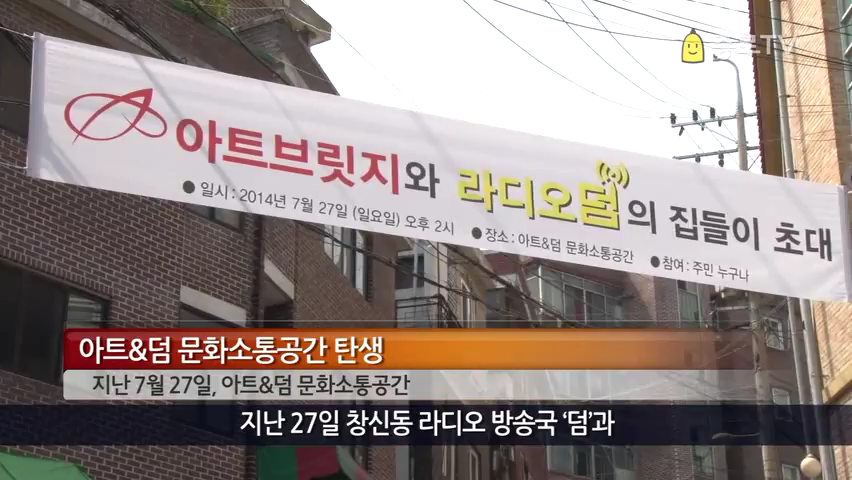 TV
아트브릿지와 라디오덤의 집들이 초대
● 일시 : 2014년 7월 27일 (일요일) 오후 2시 ● 장소 : 아트&덤 문화소통공간 ● 참여 : 주민 누구나
아트&덤 문화소통공간 탄생
지난 7월 27일, 아트&덤 문화소통공간
지난 27일 창신동 라디오 방송국 ‘덤’과